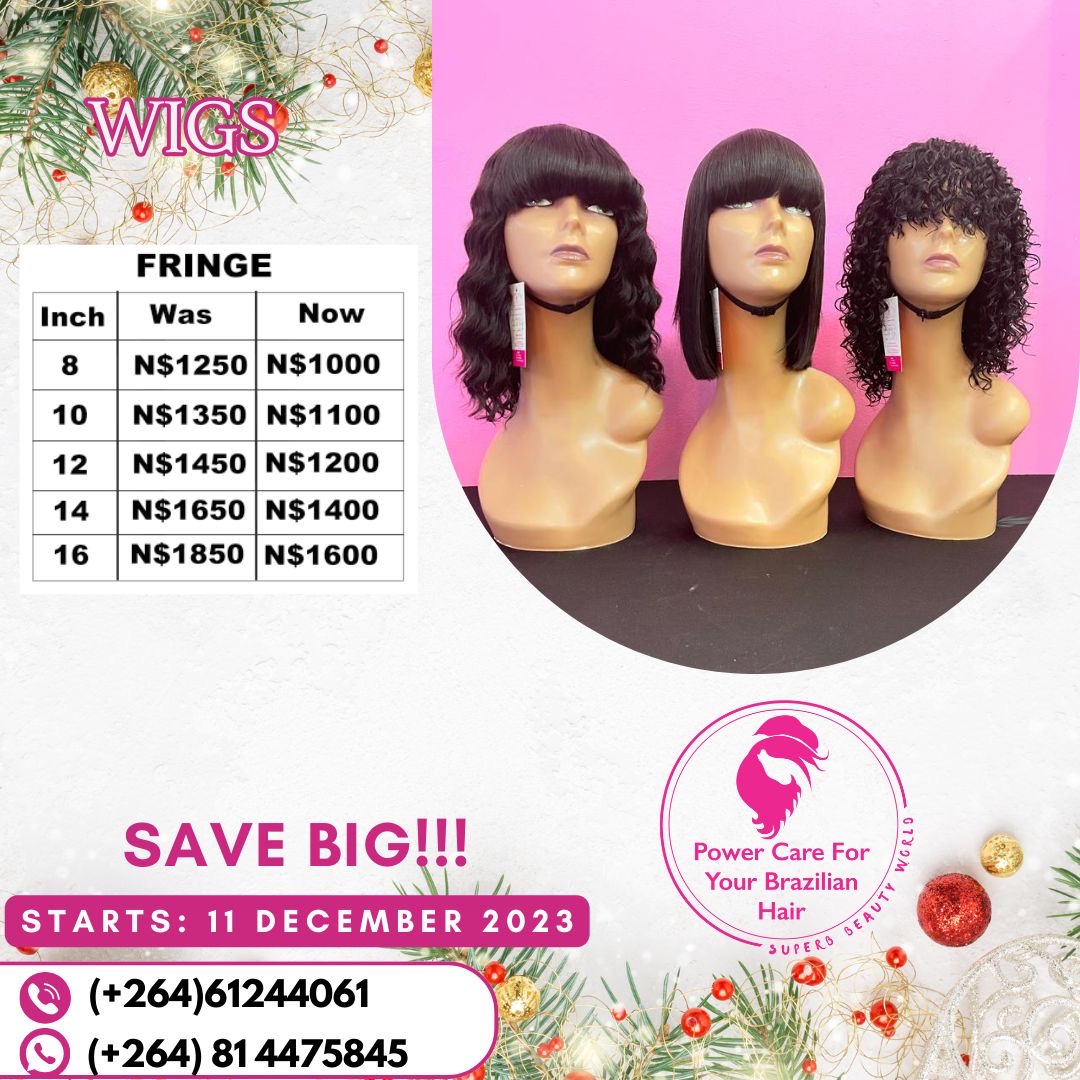 WIGS
FRINGE
Inch Was Now
8 N$1250 N$1000
10 N$1350 N$1100
12 N$1450 N$1200
14 N$1650 N$1400
16 N$1850 N$1600
Power Care For
Your Brazilian
Hair
SUPERB BEAUTY WORLD
SAVE BIG!!!
STARTS: 11 DECEMBER 2023
(+264)61244061
(+264) 81 4475845